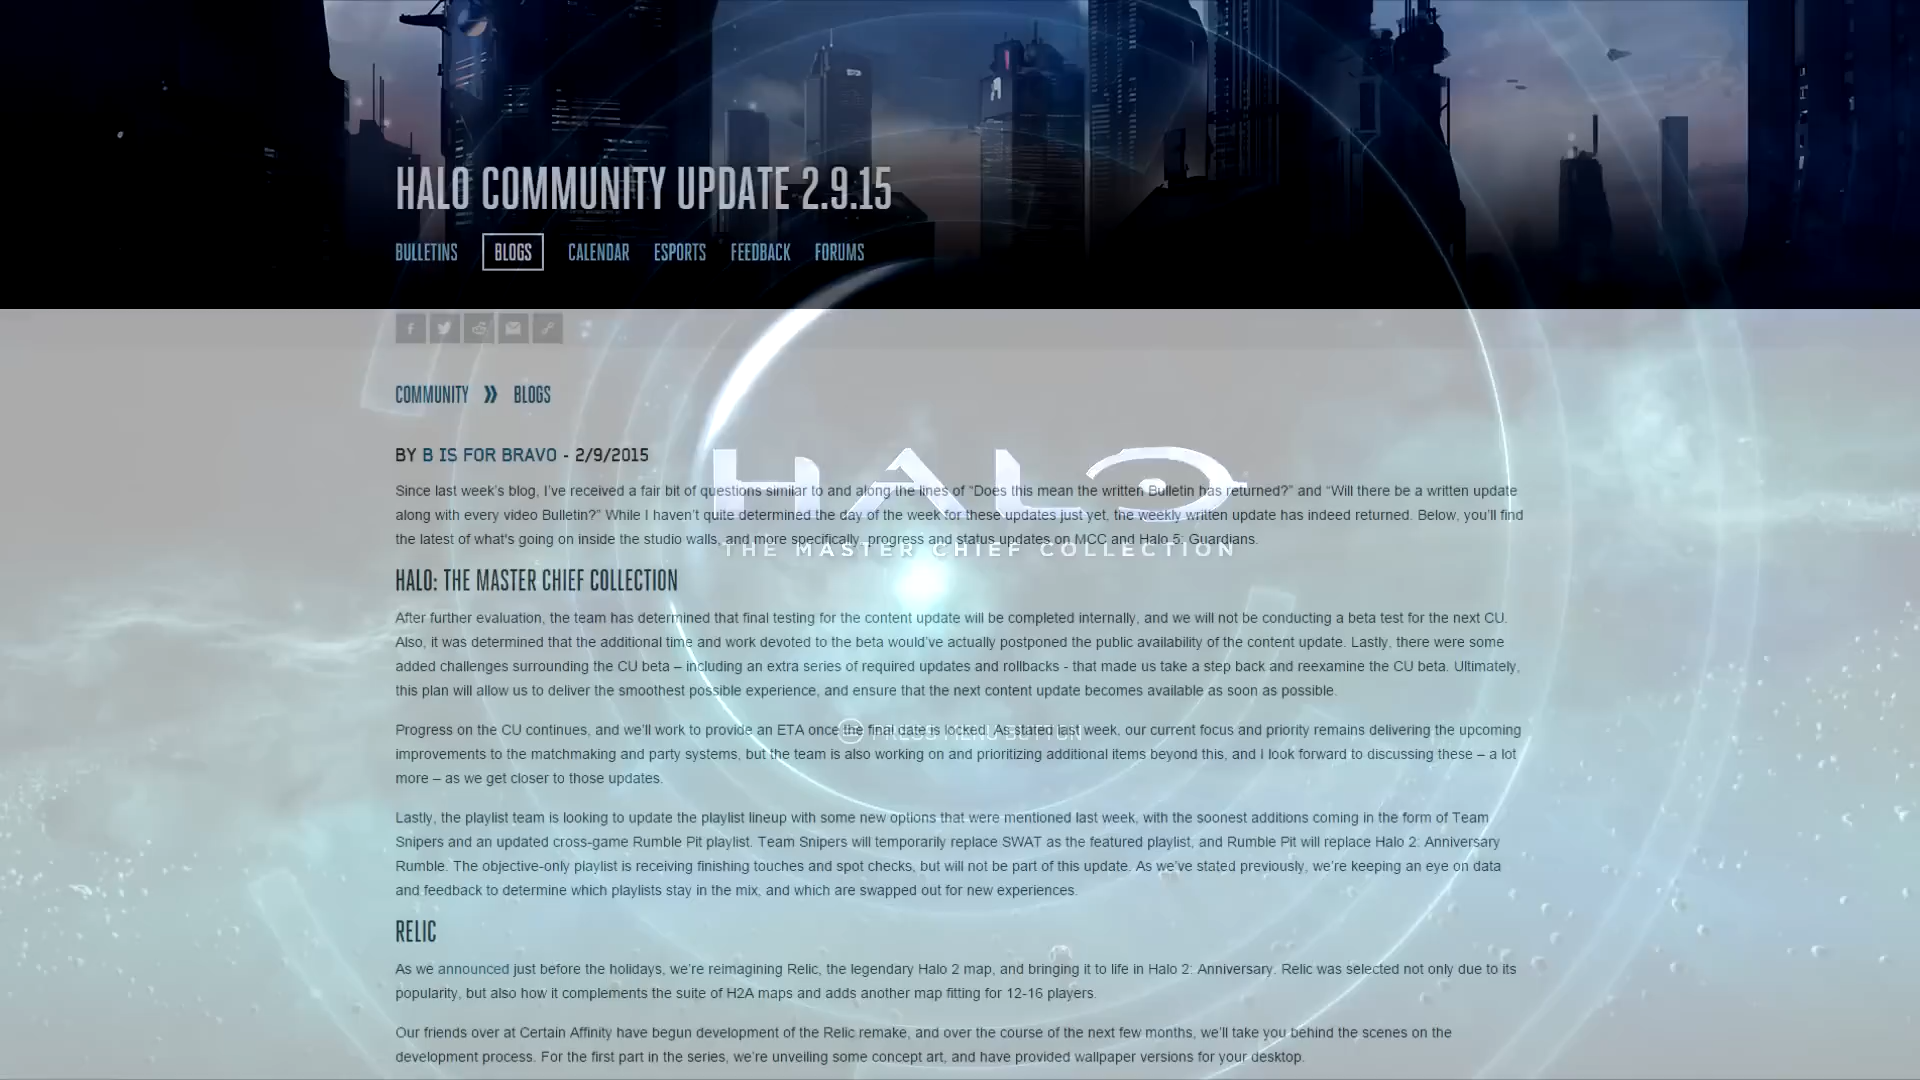 HALO COMMUNITY UPDATE 2.9.15
BULLETINS BLOGS CALENDAR ESPORTS FEEDBACK FORUMS
COMMUNITY » BLOGS
BY B IS FOR BRAVO - 2/9/2015
Since last week's blog, I've received a fair bit of questions similar to and along the lines of “Does this mean the written Bulletin has returned?” and “Will there be a written update
along with every video Bulletin?” While I haven't quite determined the day of the week for these updates just yet, the weekly written update has indeed returned. Below, you'll find
the latest of what's going on inside the studio walls, and more specifically, progress and status updates on MCC and Halo 5: Guardians.
HALO
THE MASTER CHIEF COLLECTION
HALO: THE MASTER CHIEF COLLECTION
After further evaluation, the team has determined that final testing for the content update will be completed internally, and we will not be conducting a beta test for the next CU.
Also, it was determined that the additional time and work devoted to the beta would've actually postponed the public availability of the content update. Lastly, there were some
added challenges surrounding the CU beta – including an extra series of required updates and rollbacks - that made us take a step back and reexamine the CU beta. Ultimately,
this plan will allow us to deliver the smoothest possible experience, and ensure that the next content update becomes available as soon as possible.
Progress on the CU continues, and we'll work to provide an ETA once the final date is locked. As stated last week, our current focus and priority remains delivering the upcoming
PRESS MENU BUTTON
improvements to the matchmaking and party systems, but the team is also working on and prioritizing additional items beyond this, and I look forward to discussing these – a lot
more – as we get closer to those updates.
Lastly, the playlist team is looking to update the playlist lineup with some new options that were mentioned last week, with the soonest additions coming in the form of Team
Snipers and an updated cross-game Rumble Pit playlist. Team Snipers will temporarily replace SWAT as the featured playlist, and Rumble Pit will replace Halo 2: Anniversary
Rumble. The objective-only playlist is receiving finishing touches and spot checks, but will not be part of this update. As we've stated previously, we're keeping an eye on data
and feedback to determine which playlists stay in the mix, and which are swapped out for new experiences.
RELIC
As we announced just before the holidays, we're reimagining Relic, the legendary Halo 2 map, and bringing it to life in Halo 2: Anniversary. Relic was selected not only due to its
popularity, but also how it complements the suite of H2A maps and adds another map fitting for 12-16 players.
Our friends over at Certain Affinity have begun development of the Relic remake, and over the course of the next few months, we'll take you behind the scenes on the
development process. For the first part in the series, we're unveiling some concept art, and have provided wallpaper versions for your desktop.